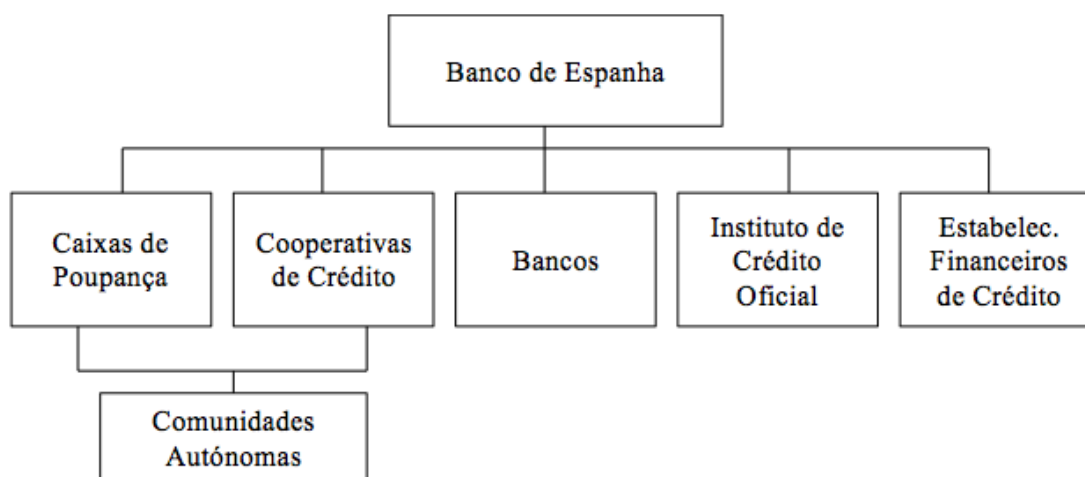 Banco de Espanha
Caixas de
Poupança
Cooperativas
de Crédito
Bancos
Instituto de
Crédito
Oficial
Estabelec.
Financeiros
de Crédito
Comunidades
Autónomas